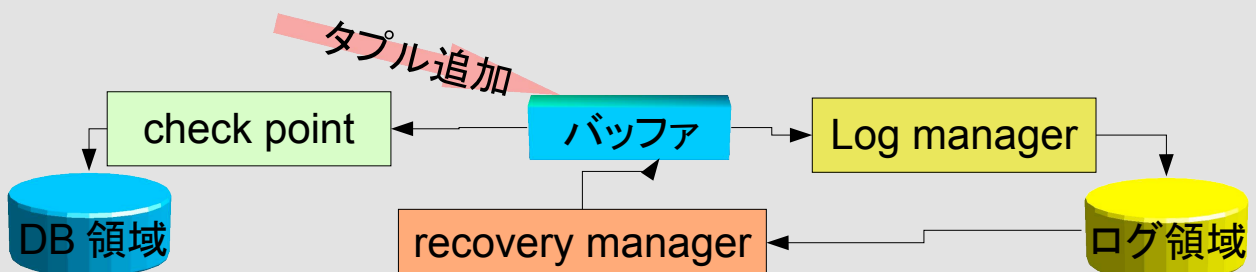 タプル追加
check point
バッファ
Log manager
DB 領域
recovery manager
ログ領域